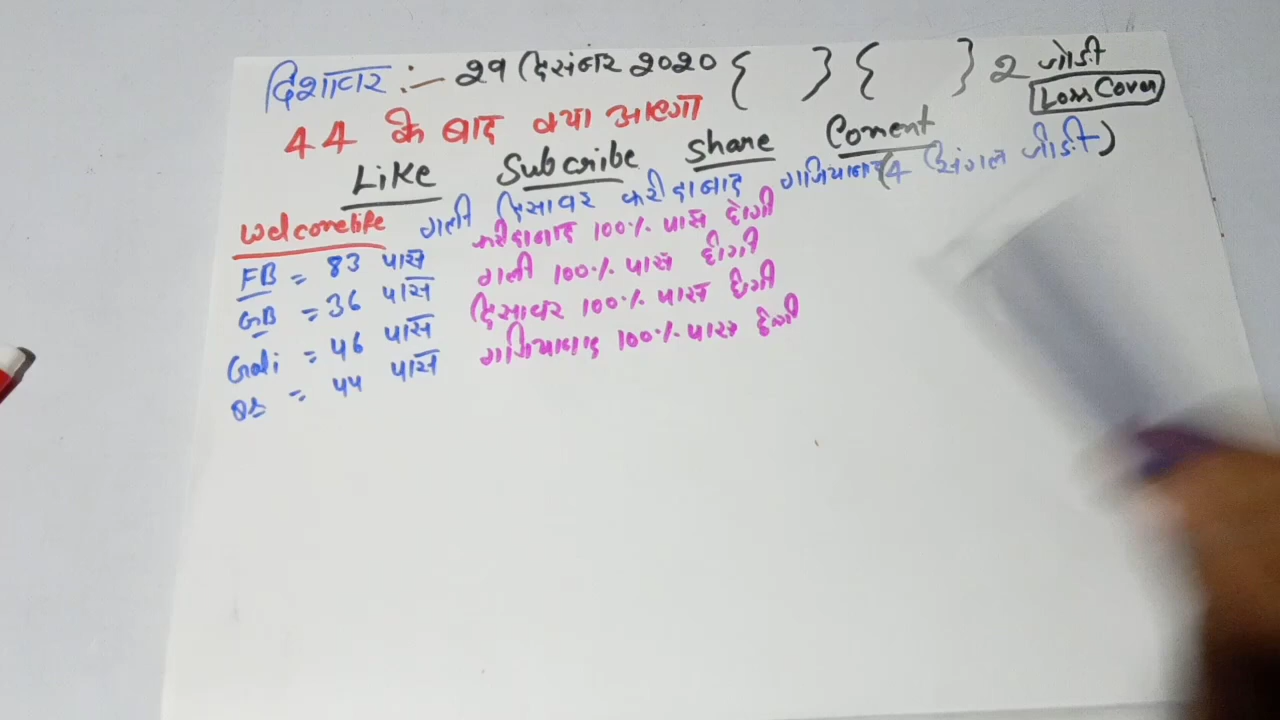 दिशावर :- 29 दिसंबर 2020 { } { } 2 जोडी
Loss Cover
44 के बाद क्या आएगा
Like Subcribe Share Coment
Welcomelife गली दिसावर फरीदाबाद गाजियाबाद (4 सिंगल जोडी)
FB = 83 पास फरीदाबाद 100% पास होगी
GB = 36 पास गली 100% पास होगी
Gali = 46 पास दिसावर 100% पास होगी
DS = 44 पास गाजियाबाद 100% पास होगी